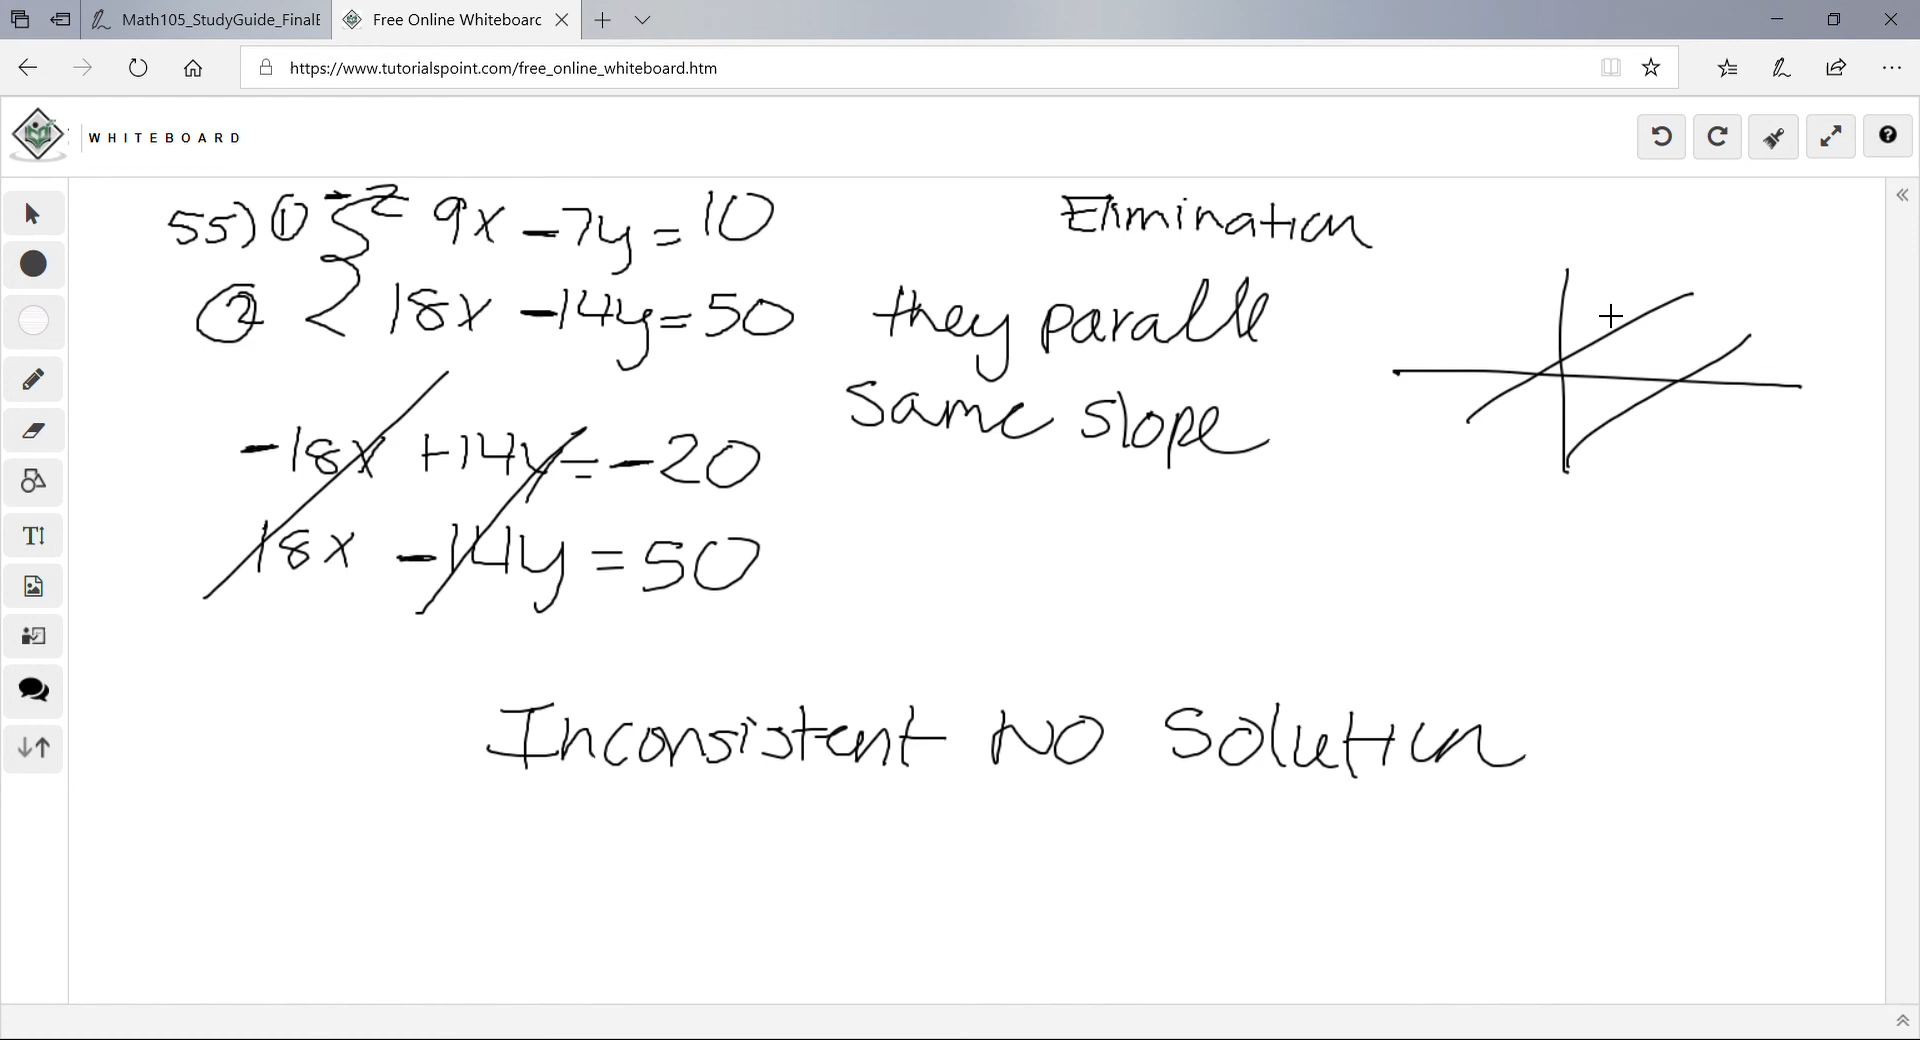 Math105_StudyGuide_FinalE
Free Online Whiteboarc
https://www.tutorialspoint.com/free_online_whiteboard.htm
WHITEBOARD
55) ① -2 9x -7y = 10
Elimination
② 18x -14y = 50
they paralle
same slope
-18x +14y = -20
18x -14y = 50
Inconsistent NO Solution